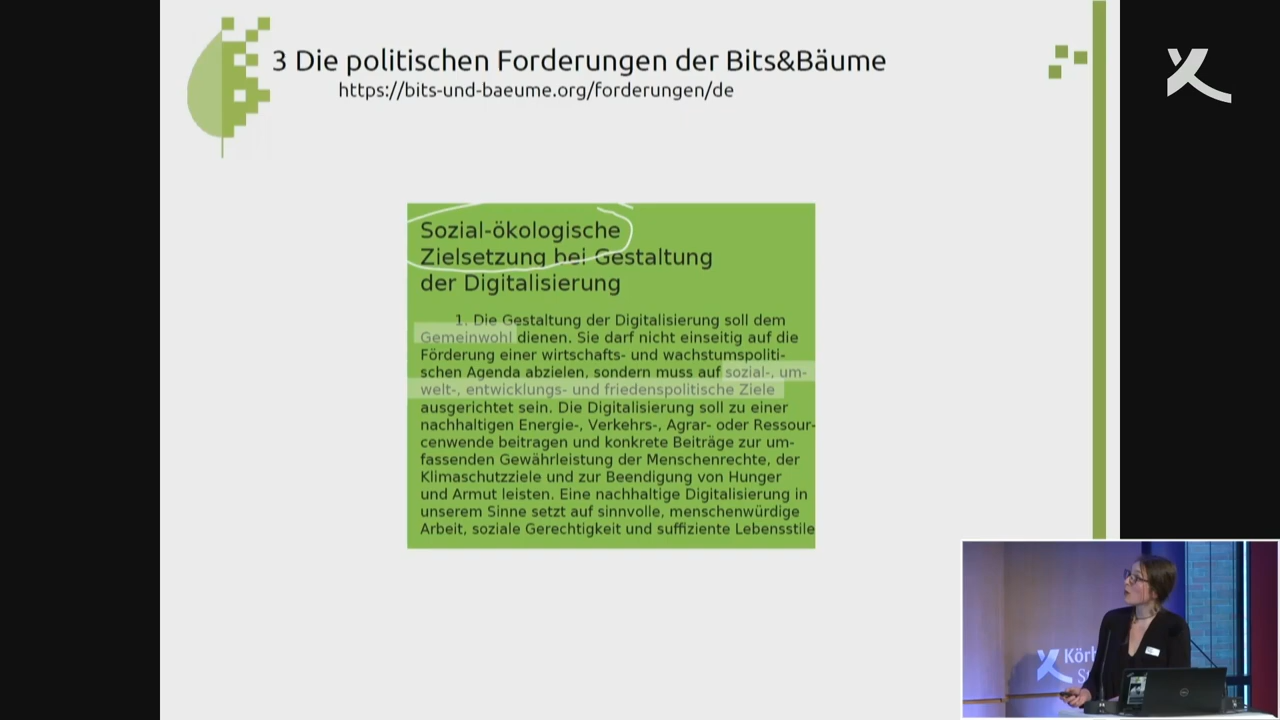 3 Die politischen Forderungen der Bits&Bäume
https://bits-und-baeume.org/forderungen/de
Sozial-ökologische
Zielsetzung bei Gestaltung
der Digitalisierung
1. Die Gestaltung der Digitalisierung soll dem
Gemeinwohl dienen. Sie darf nicht einseitig auf die
Förderung einer wirtschafts- und wachstumspoliti-
schen Agenda abzielen, sondern muss auf sozial-, um-
welt-, entwicklungs- und friedenspolitische Ziele
ausgerichtet sein. Die Digitalisierung soll zu einer
nachhaltigen Energie-, Verkehrs-, Agrar- oder Ressour-
cenwende beitragen und konkrete Beiträge zur um-
fassenden Gewährleistung der Menschenrechte, der
Klimaschutzziele und zur Beendigung von Hunger
und Armut leisten. Eine nachhaltige Digitalisierung in
unserem Sinne setzt auf sinnvolle, menschenwürdige
Arbeit, soziale Gerechtigkeit und suffiziente Lebensstile